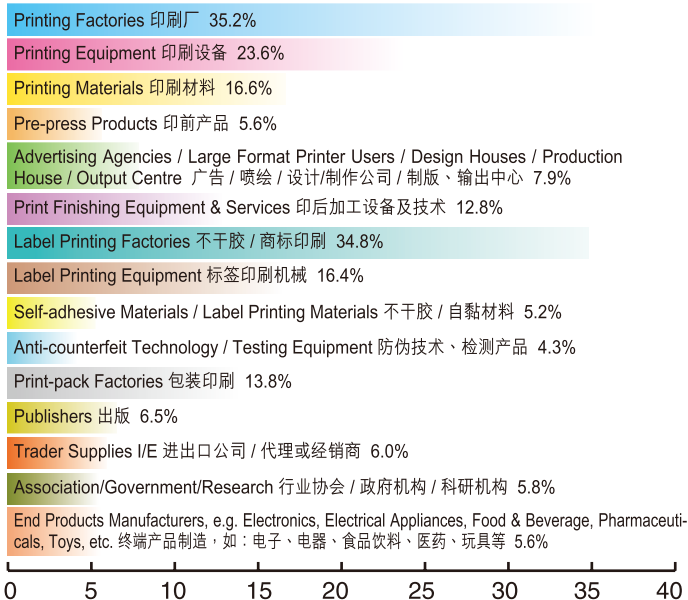 Printing Factories 印刷厂 35.2%
Printing Equipment 印刷设备 23.6%
Printing Materials 印刷材料 16.6%
Pre-press Products 印前产品 5.6%
Advertising Agencies / Large Format Printer Users / Design Houses / Production
House / Output Centre 广告 / 喷绘 / 设计/制作公司 / 制版、输出中心 7.9%
Print Finishing Equipment & Services 印后加工设备及技术 12.8%
Label Printing Factories 不干胶 / 商标印刷 34.8%
Label Printing Equipment 标签印刷机械 16.4%
Self-adhesive Materials / Label Printing Materials 不干胶 / 自黏材料 5.2%
Anti-counterfeit Technology / Testing Equipment 防伪技术、检测产品 4.3%
Print-pack Factories 包装印刷 13.8%
Publishers 出版 6.5%
Trader Supplies I/E 进出口公司 / 代理或经销商 6.0%
Association/Government/Research 行业协会 / 政府机构 / 科研机构 5.8%
End Products Manufacturers, e.g. Electronics, Electrical Appliances, Food & Beverage, Pharmaceuti-
cals, Toys, etc. 终端产品制造，如：电子、电器、食品饮料、医药、玩具等 5.6%
0 5 10 15 20 25 30 35 40